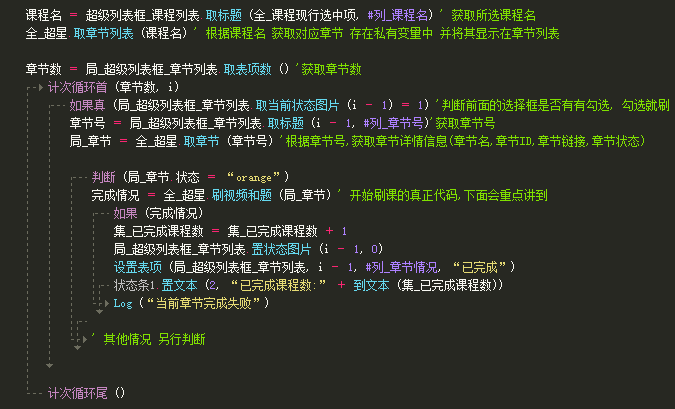 课程名 = 超级列表框_课程列表.取标题 (全_课程现行选中项, #列_课程名) ' 获取所选课程名
全_超星.取章节列表 (课程名) ' 根据课程名 获取对应章节 存在私有变量中 并将其显示在章节列表
章节数 = 局_超级列表框_章节列表.取表项数 () '获取章节数
计次循环首 (章节数, i)
如果真 (局_超级列表框_章节列表.取当前状态图片 (i - 1) = 1) '判断前面的选择框是否有有勾选, 勾选就刷
章节号 = 局_超级列表框_章节列表.取标题 (i - 1, #列_章节号)'获取章节号
局_章节 = 全_超星.取章节 (章节号) '根据章节号,获取章节详情信息(章节名,章节ID,章节链接,章节状态)
判断 (局_章节.状态 = “orange”)
完成情况 = 全_超星.刷视频和题 (局_章节) ' 开始刷课的真正代码,下面会重点讲到
如果 (完成情况)
集_已完成课程数 = 集_已完成课程数 + 1
局_超级列表框_章节列表.置状态图片 (i - 1, 0)
设置表项 (局_超级列表框_章节列表, i - 1, #列_章节情况, “已完成”)
状态条1.置文本 (2, “已完成课程数:” + 到文本 (集_已完成课程数))
Log (“当前章节完成失败”)
' 其他情况 另行判断
计次循环尾 ()